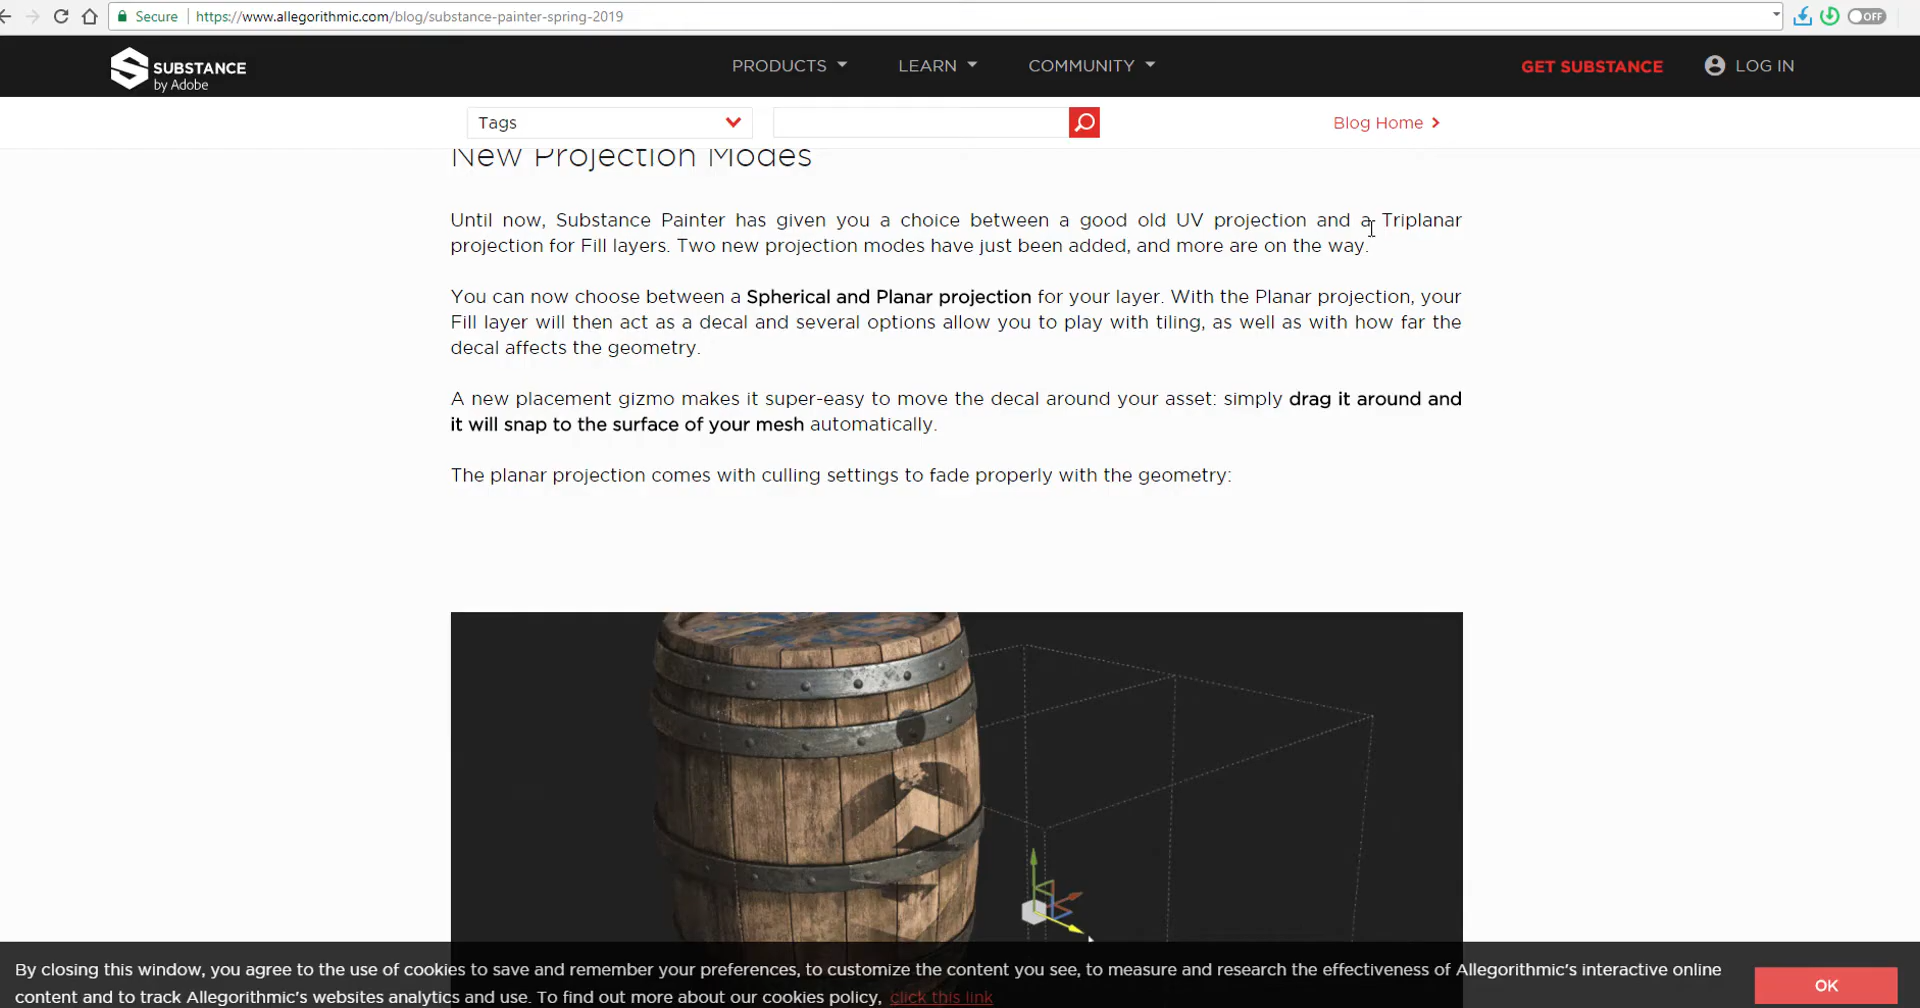 Secure https://www.allegorithmic.com/blog/substance-painter-spring-2019 OFF
SUBSTANCE
by Adobe
PRODUCTS LEARN COMMUNITY GET SUBSTANCE LOG IN
Tags Blog Home
New Projection Modes
Until now, Substance Painter has given you a choice between a good old UV projection and a Triplanar
projection for Fill layers. Two new projection modes have just been added, and more are on the way.
You can now choose between a Spherical and Planar projection for your layer. With the Planar projection, your
Fill layer will then act as a decal and several options allow you to play with tiling, as well as with how far the
decal affects the geometry.
A new placement gizmo makes it super-easy to move the decal around your asset: simply drag it around and
it will snap to the surface of your mesh automatically.
The planar projection comes with culling settings to fade properly with the geometry:
By closing this window, you agree to the use of cookies to save and remember your preferences, to customize the content you see, to measure and research the effectiveness of Allegorithmic's interactive online
content and to track Allegorithmic's websites analytics and use. To find out more about our cookies policy, click this link
OK